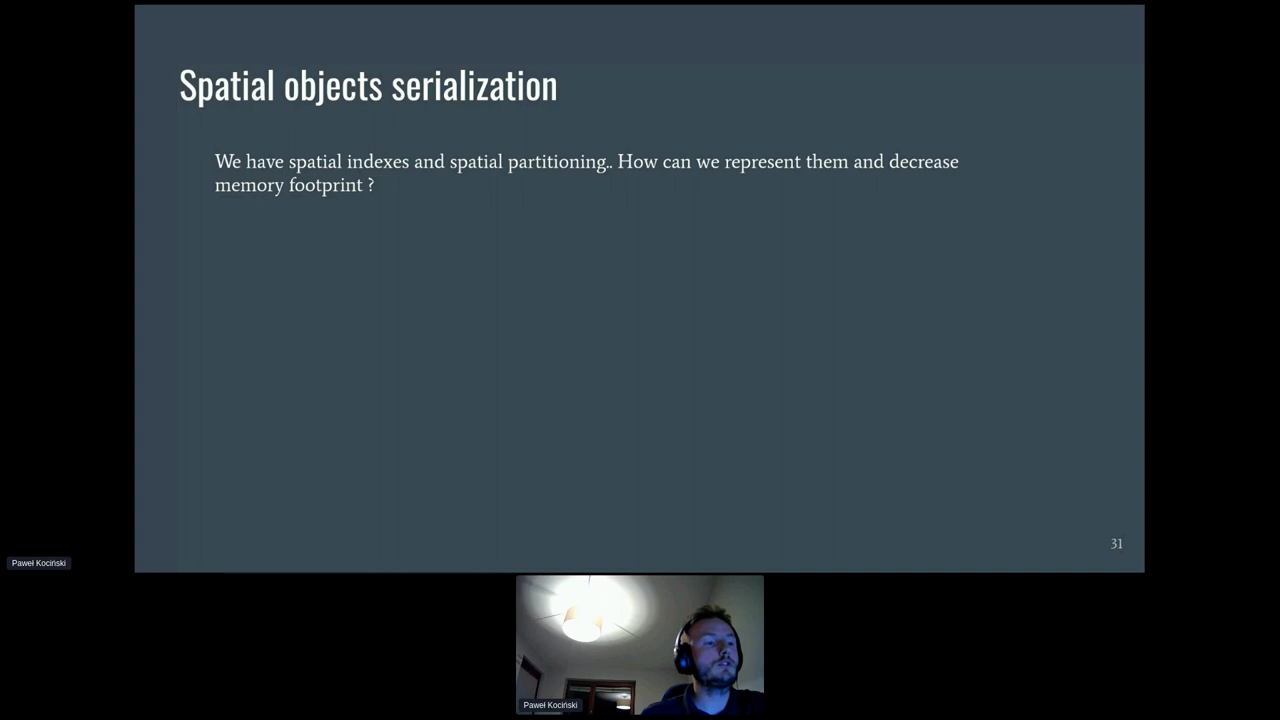 Spatial objects serialization
We have spatial indexes and spatial partitioning.. How can we represent them and decrease
memory footprint ?
31
Paweł Kociński
Paweł Kociński